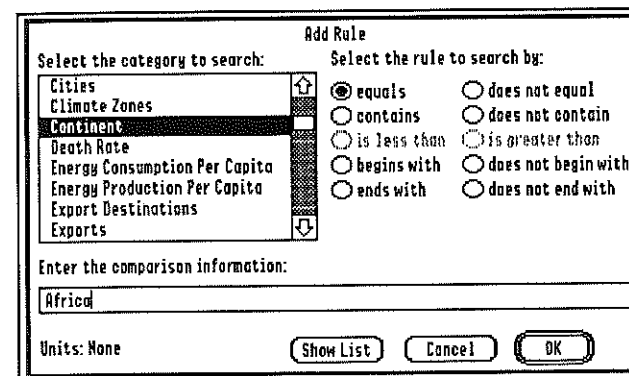 Add Rule
Select the category to search:
Cities
Climate Zones
Continent
Death Rate
Energy Consumption Per Capita
Energy Production Per Capita
Export Destinations
Exports
Select the rule to search by:
equals does not equal
contains does not contain
is less than is greater than
begins with does not begin with
ends with does not end with
Enter the comparison information:
Africa
Units: None
Show List Cancel OK